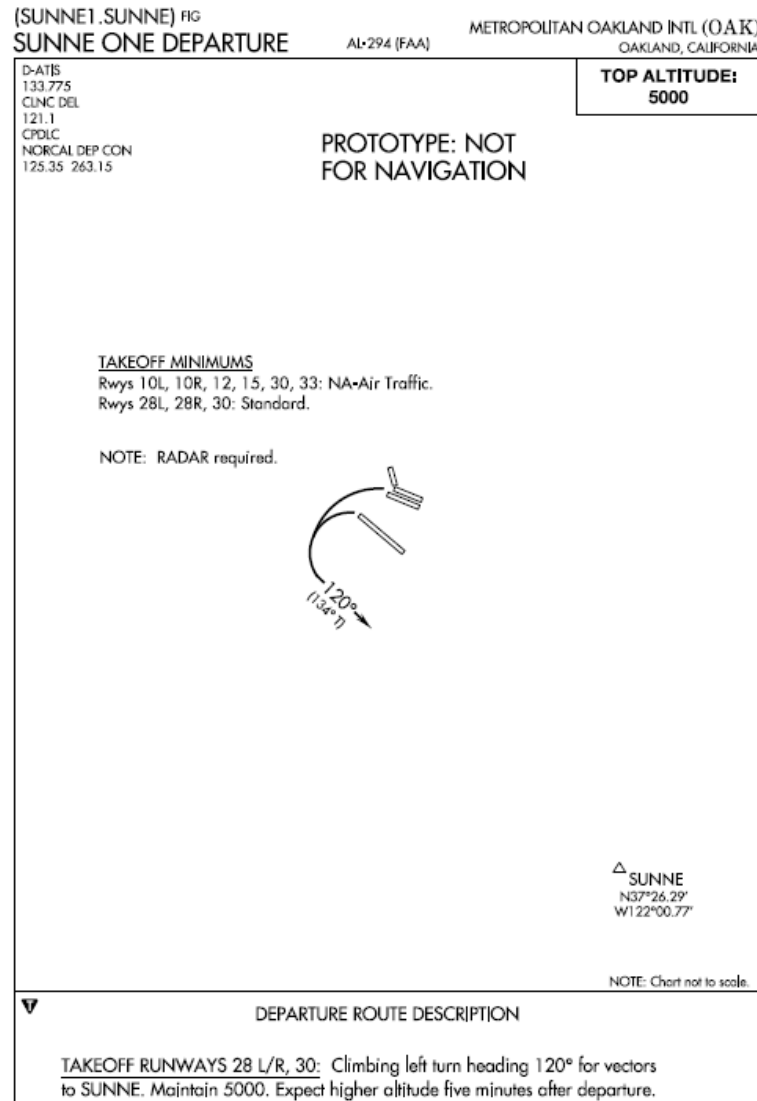 (SUNNE1.SUNNE) FIG
SUNNE ONE DEPARTURE
AL-294 (FAA)
METROPOLITAN OAKLAND INTL (OAK)
OAKLAND, CALIFORNIA
D-ATIS
133.775
CLNC DEL
121.1
CPDLC
NORCAL DEP CON
125.35 263.15
TOP ALTITUDE:
5000
PROTOTYPE: NOT
FOR NAVIGATION
TAKEOFF MINIMUMS
Rwys 10L, 10R, 12, 15, 30, 33: NA-Air Traffic.
Rwys 28L, 28R, 30: Standard.
NOTE: RADAR required.
120°
(134° T)
SUNNE
N37°26.29'
W122°00.77'
NOTE: Chart not to scale.
T
DEPARTURE ROUTE DESCRIPTION
TAKEOFF RUNWAYS 28 L/R, 30: Climbing left turn heading 120° for vectors
to SUNNE. Maintain 5000. Expect higher altitude five minutes after departure.